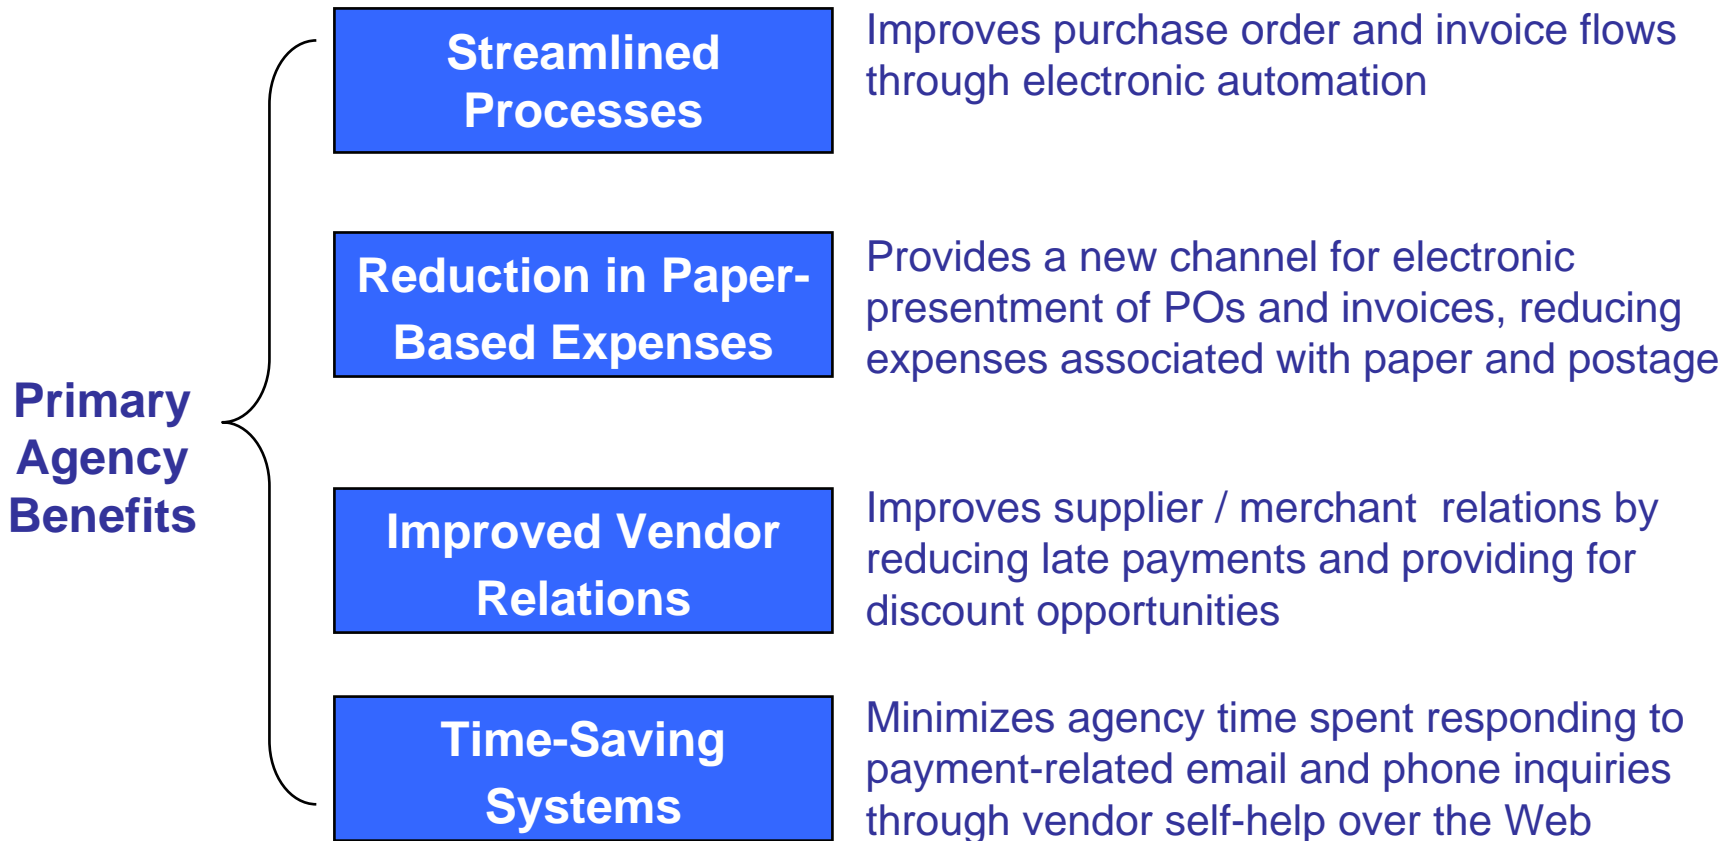 Primary
Agency
Benefits
Streamlined
Processes
Improves purchase order and invoice flows
through electronic automation
Reduction in Paper-
Based Expenses
Provides a new channel for electronic
presentment of POs and invoices, reducing
expenses associated with paper and postage
Improved Vendor
Relations
Improves supplier / merchant  relations by
reducing late payments and providing for
discount opportunities
Time-Saving
Systems
Minimizes agency time spent responding to
payment-related email and phone inquiries
through vendor self-help over the Web